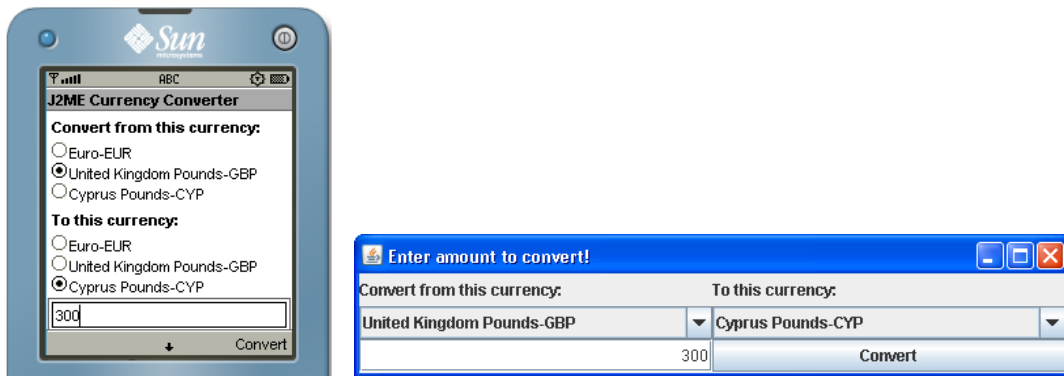 Sun
microsystems
ABC
J2ME Currency Converter
Convert from this currency:
Euro-EUR
United Kingdom Pounds-GBP
Cyprus Pounds-CYP
To this currency:
Euro-EUR
United Kingdom Pounds-GBP
Cyprus Pounds-CYP
300
Convert
Enter amount to convert!
Convert from this currency: To this currency:
United Kingdom Pounds-GBP Cyprus Pounds-CYP
300 Convert